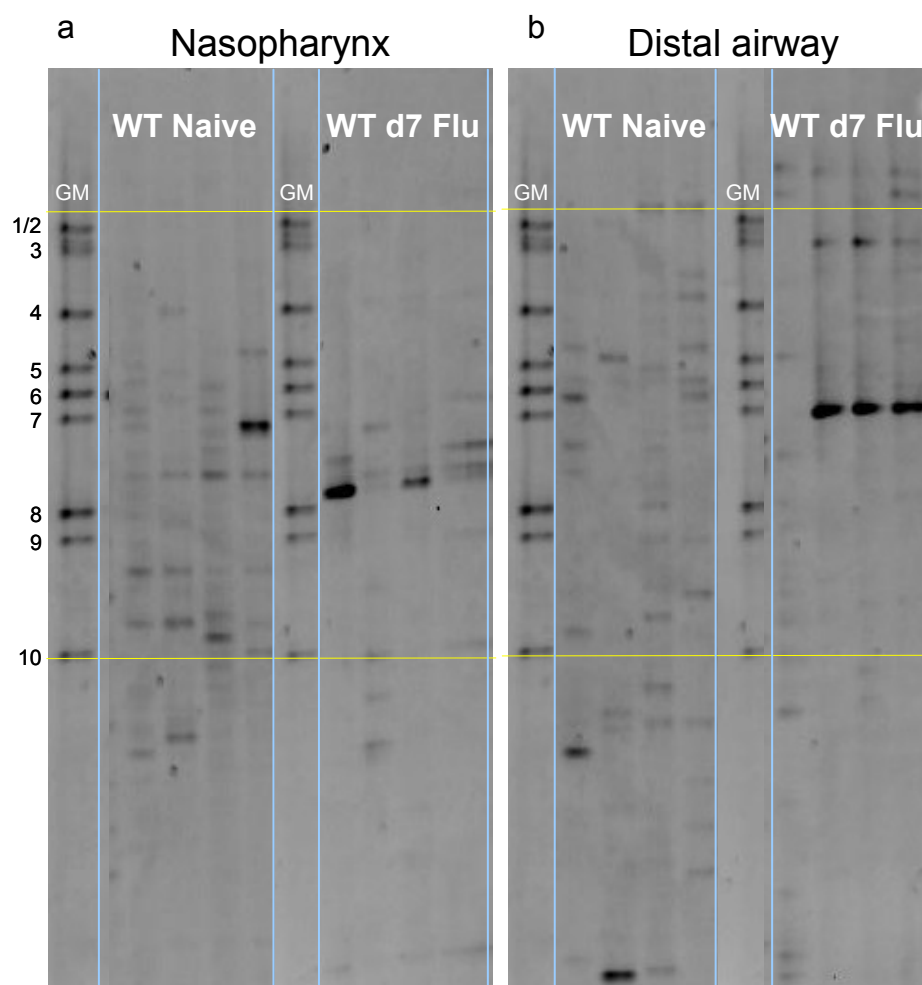 a
Nasopharynx
b
Distal airway
WT Naive
WT d7 Flu
WT Naive
WT d7 Flu
GM
GM
GM
GM
1/2
3
4
5
6
7
8
9
10